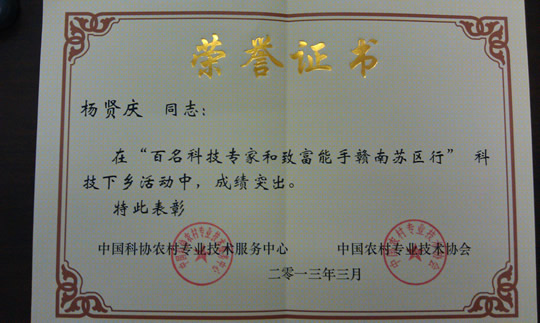 荣誉证书
杨贤庆 同志：
在“百名科技专家和致富能手赣南苏区行” 科
技下乡活动中，成绩突出。
特此表彰
中国科协农村专业技术服务中心 中国农村专业技术协会
二〇一三年三月